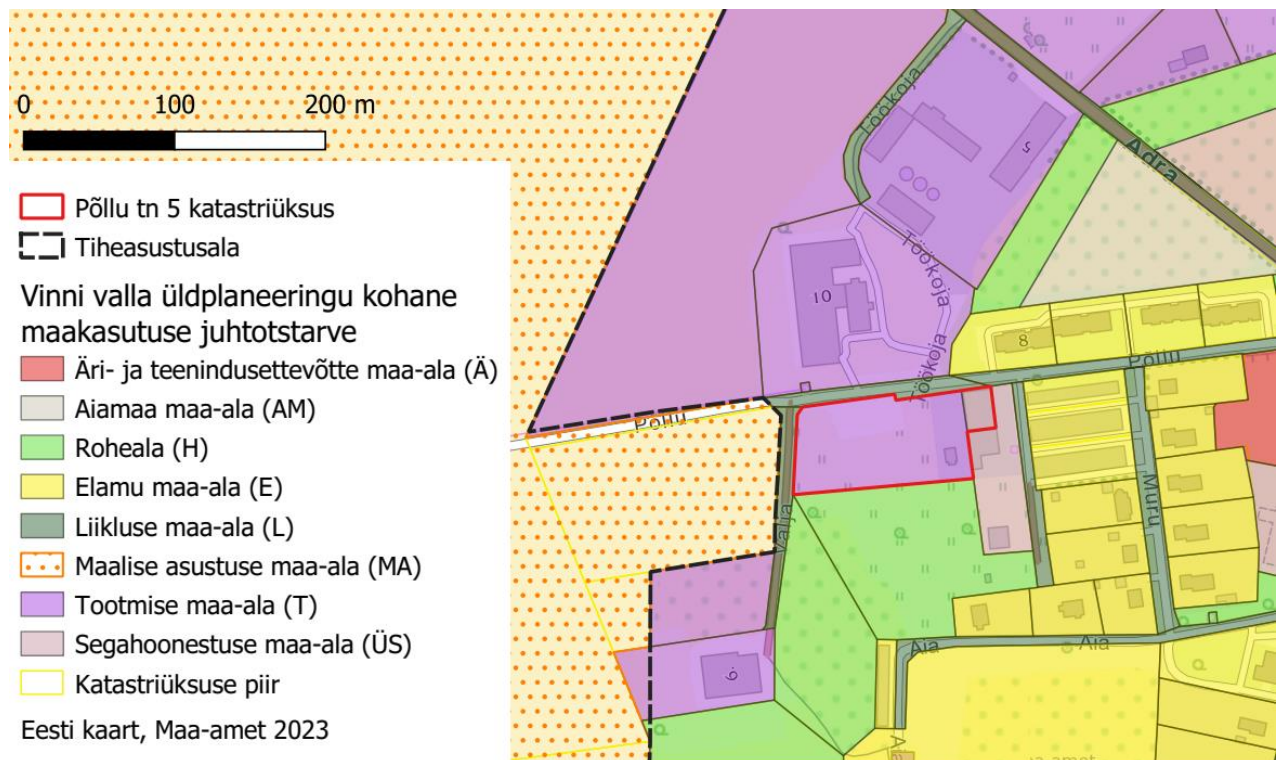 0 100 200 m
Põllu tn 5 katastriüksus
Tiheasustusala
Vinni valla üldplaneeringu kohane
maakasutuse juhtotstarve
Äri- ja teenindusettevõtte maa-ala (Ä)
Aiamaa maa-ala (AM)
Roheala (H)
Elamu maa-ala (E)
Liikluse maa-ala (L)
Maalise asustuse maa-ala (MA)
Tootmise maa-ala (T)
Segahoonestuse maa-ala (ÜS)
Katastriüksuse piir
Eesti kaart, Maa-amet 2023
Töökoja
5
Adra
Töökoja
10
Töökoja
8
Põllu
Põllu
Välja
Muru
Aia
Aia
9